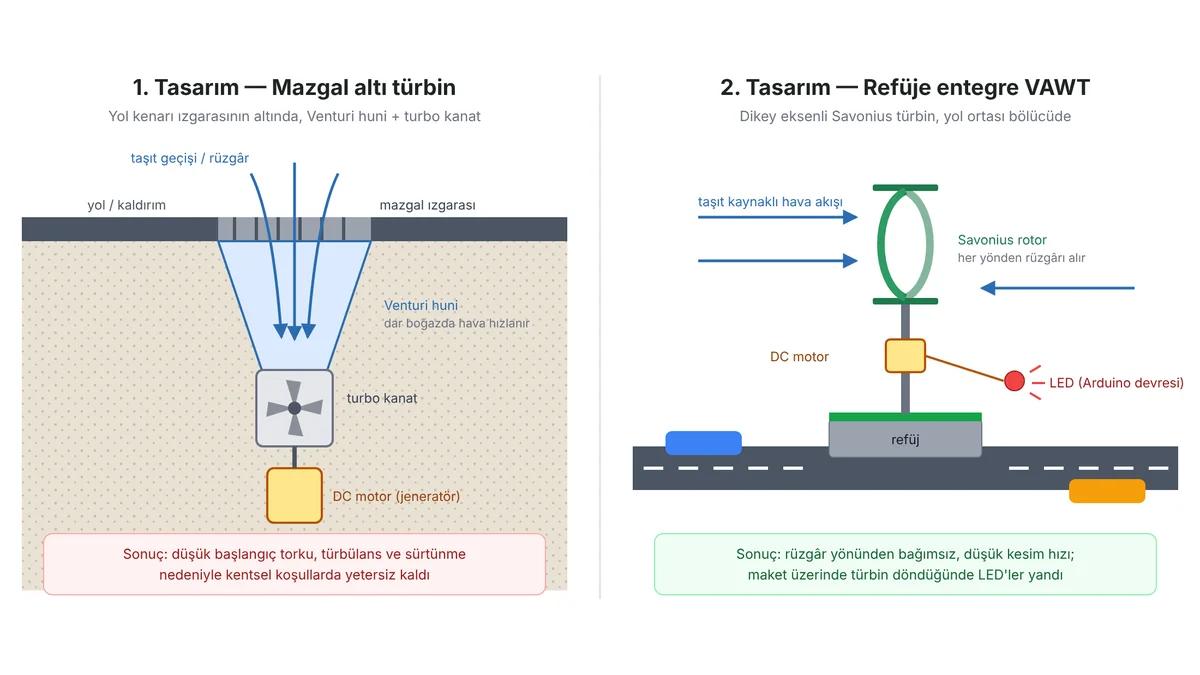 1. Tasarım — Mazgal altı türbin
Yol kenarı ızgarasının altında, Venturi huni + turbo kanat
taşıt geçişi / rüzgâr
yol / kaldırım
mazgal ızgarası
Venturi huni
dar boğazda hava hızlanır
turbo kanat
DC motor (jeneratör)
Sonuç: düşük başlangıç torku, türbülans ve sürtünme
nedeniyle kentsel koşullarda yetersiz kaldı
2. Tasarım — Refüje entegre VAWT
Dikey eksenli Savonius türbin, yol ortası bölücüde
taşıt kaynaklı hava akışı
Savonius rotor
her yönden rüzgârı alır
DC motor
LED (Arduino devresi)
refüj
Sonuç: rüzgâr yönünden bağımsız, düşük kesim hızı;
maket üzerinde türbin döndüğünde LED'ler yandı